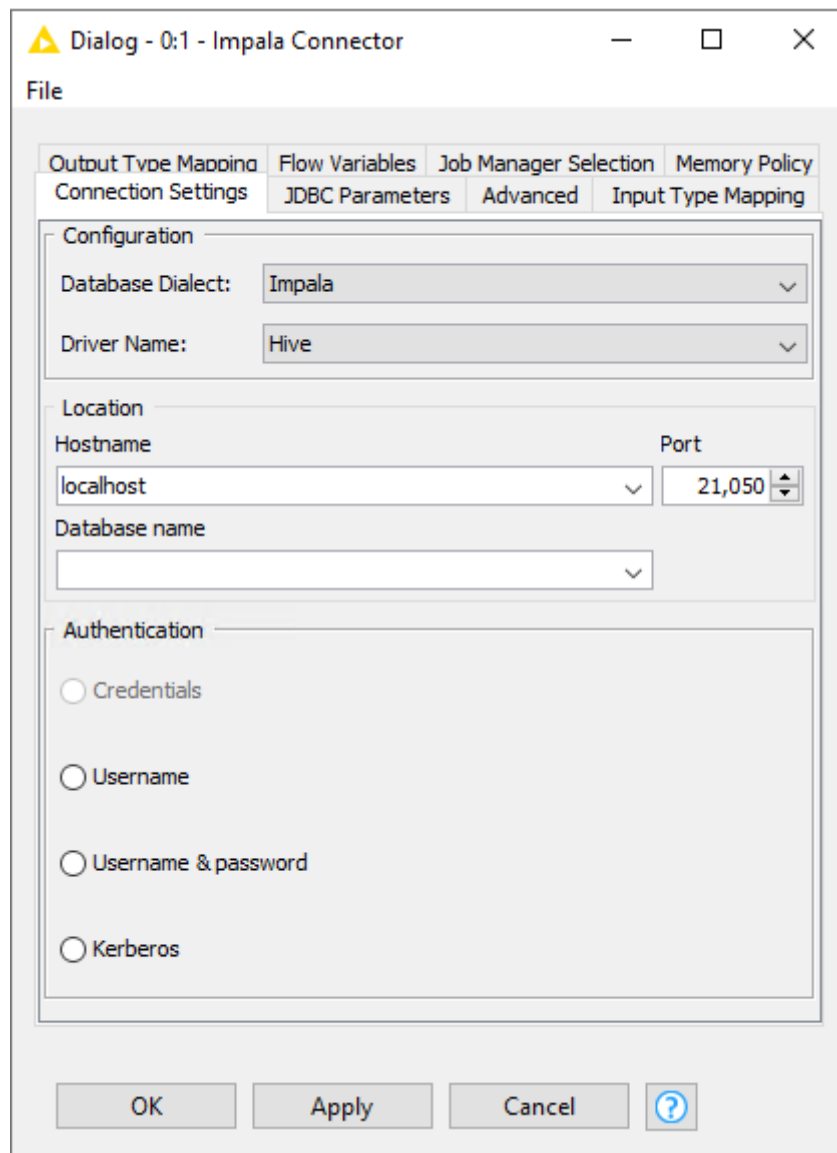 Dialog - 0:1 - Impala Connector
File
Output Type Mapping Flow Variables Job Manager Selection Memory Policy
Connection Settings JDBC Parameters Advanced Input Type Mapping
Configuration
Database Dialect: Impala
Driver Name: Hive
Location
Hostname Port
localhost 21,050
Database name
Authentication
Credentials
Username
Username & password
Kerberos
OK Apply Cancel ?